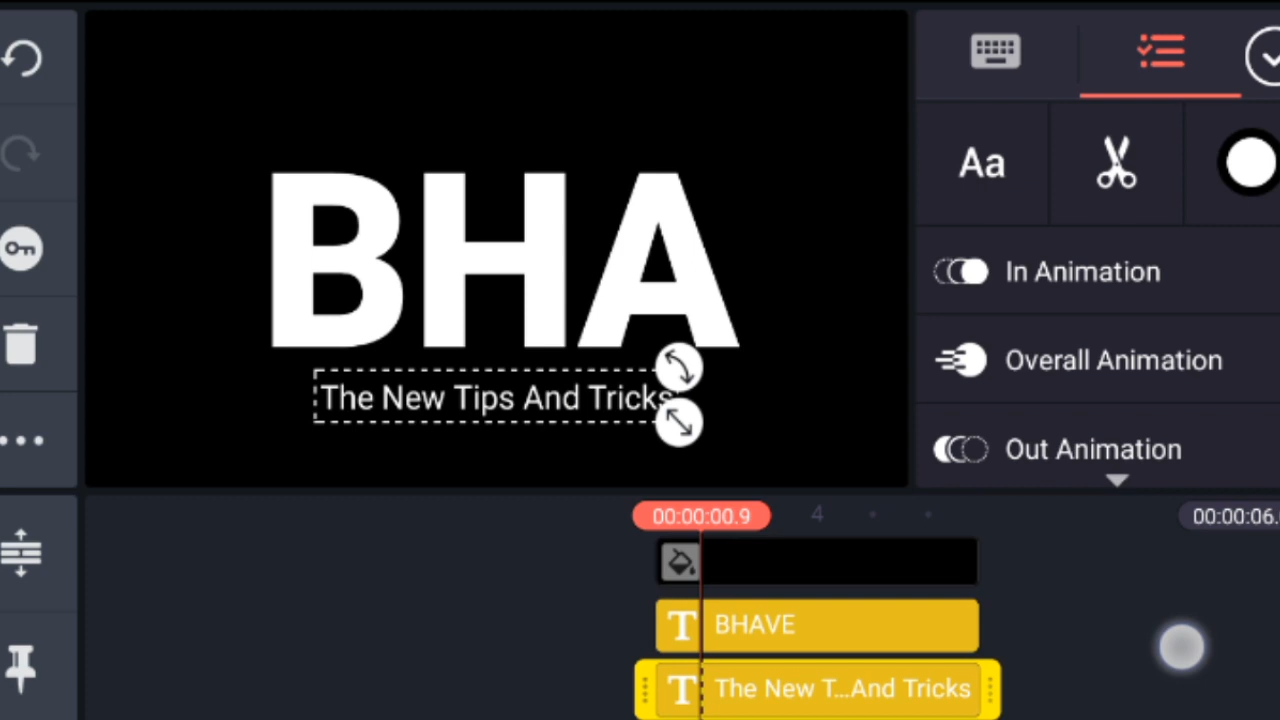 BHA
The New Tips And Tricks
Aa
In Animation
Overall Animation
Out Animation
00:00:00.9
4
00:00:06.
T BHAVE
T The New T...And Tricks